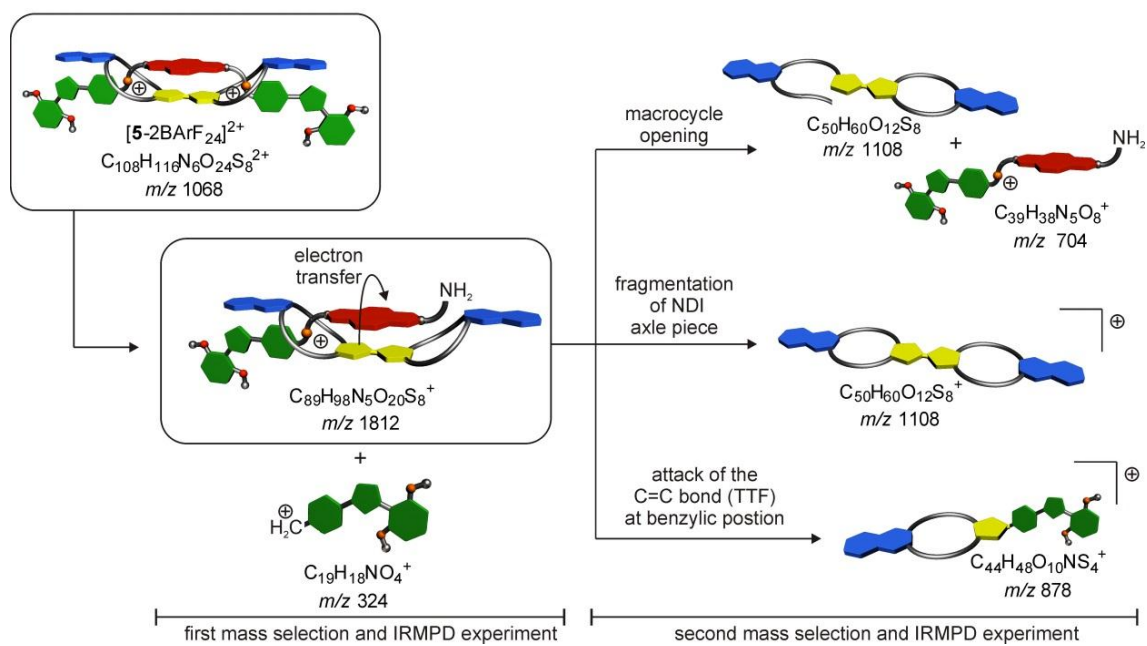 [5-2BArF24]2+
C108H116N6O24S8 2+
m/z 1068
electron
transfer
NH2
⊕
C89H98N5O20S8+
m/z 1812
+
⊕
H2C
C19H18NO4+
m/z 324
first mass selection and IRMPD experiment
macrocycle
opening
C50H60O12S8
m/z 1108
+
NH2
⊕
C39H38N5O8+
m/z 704
fragmentation
of NDI
axle piece
⊕
C50H60O12S8+
m/z 1108
attack of the
C=C bond (TTF)
at benzylic postion
⊕
C44H48O10NS4+
m/z 878
second mass selection and IRMPD experiment